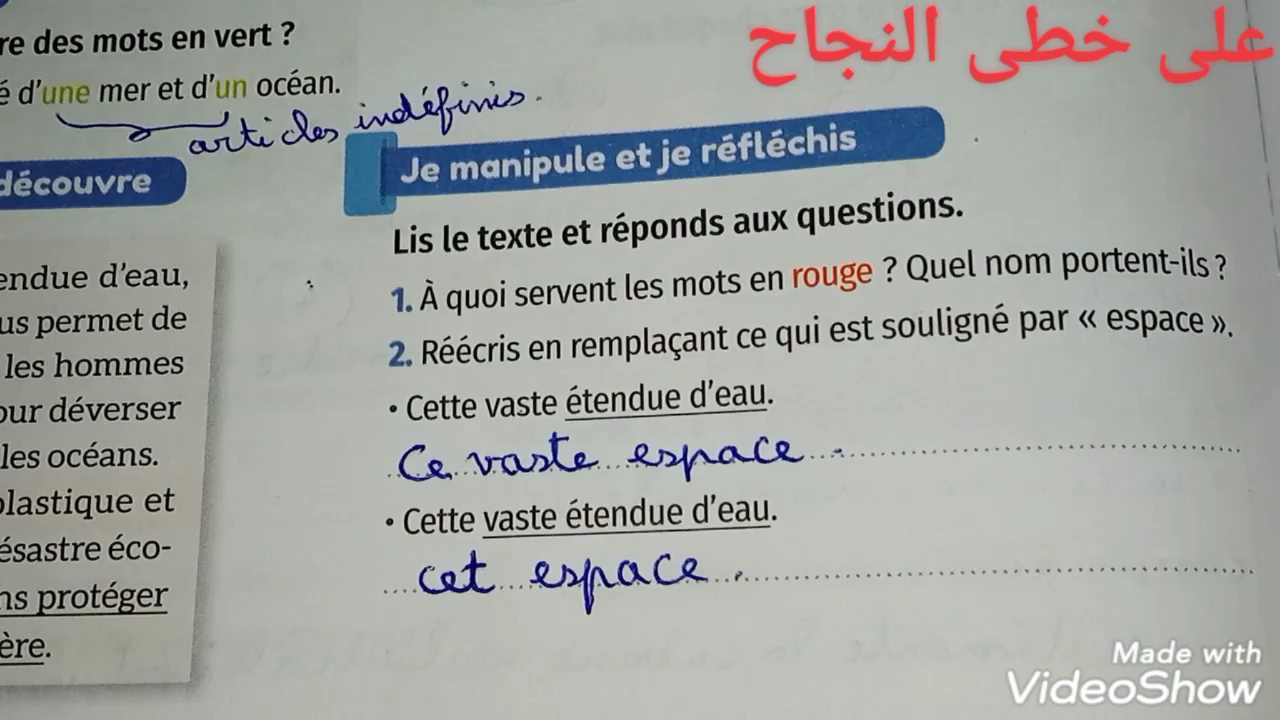 re des mots en vert ?
é d'une mer et d'un océan.
articles indéfinis.
découvre
endue d'eau,
us permet de
les hommes
our déverser
les océans.
plastique et
ésastre éco-
ns protéger
ère.
على خطى النجاح
Je manipule et je réfléchis
Lis le texte et réponds aux questions.
1. À quoi servent les mots en rouge ? Quel nom portent-ils ?
2. Réécris en remplaçant ce qui est souligné par « espace ».
• Cette vaste étendue d'eau.
Ce vaste espace.
• Cette vaste étendue d'eau.
cet espace.
Made with
VideoShow